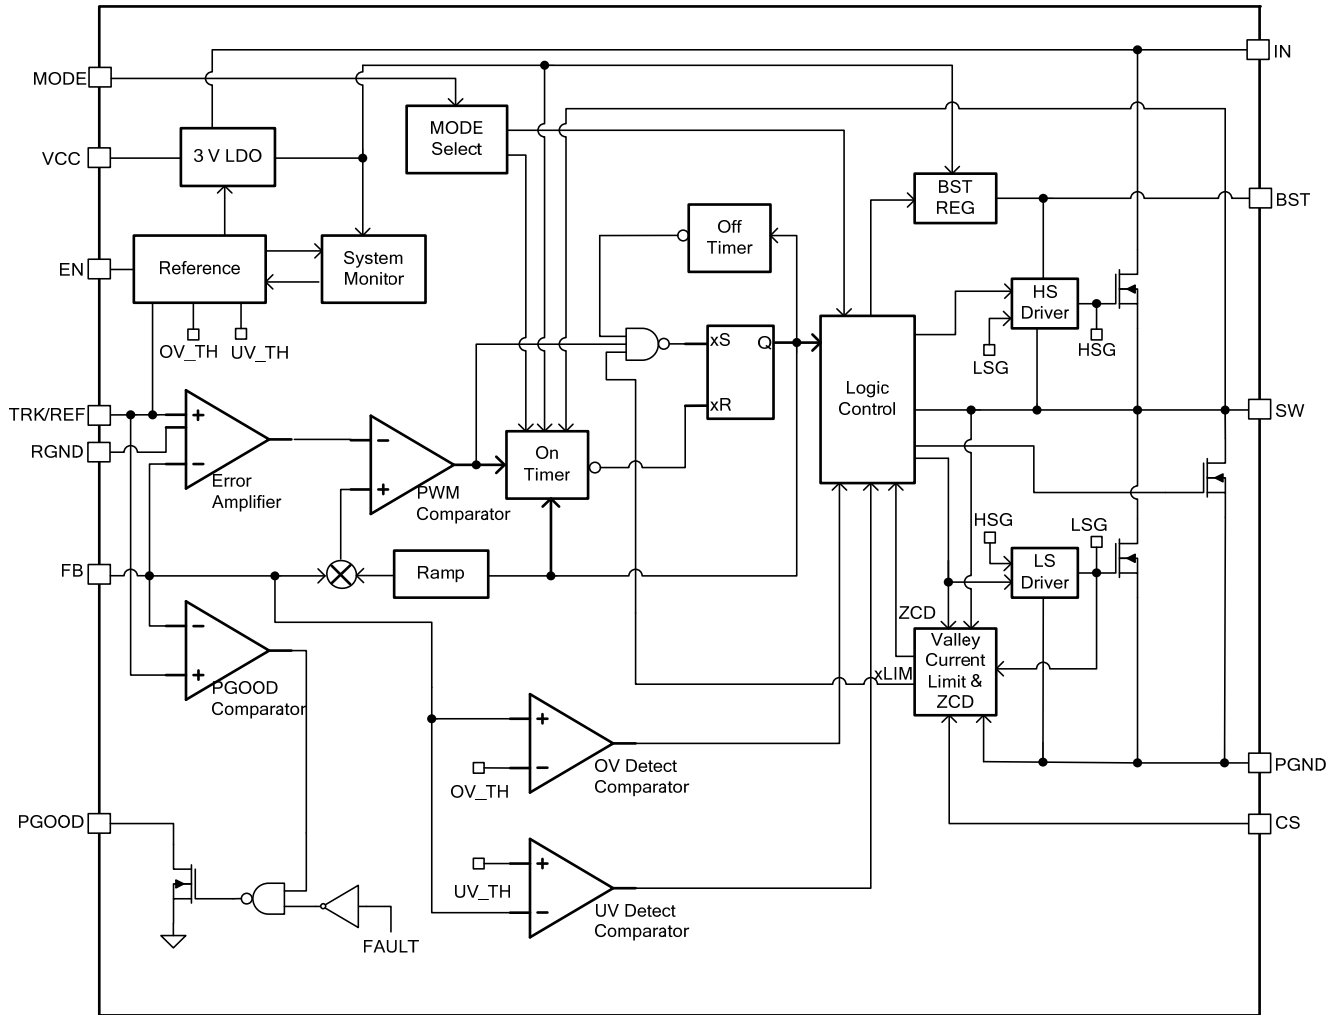 IN
MODE
MODE
Select
VCC
3 V LDO
BST
REG
BST
Off
Timer
EN
Reference
System
Monitor
HS
Driver
OV_TH
UV_TH
xS
Q
HSG
LSG
Logic
Control
TRK/REF
+
xR
SW
RGND
−
−
On
Timer
Error
Amplifier
+
PWM
Comparator
HSG
LSG
FB
Ramp
LS
Driver
ZCD
−
Valley
Current
Limit &
ZCD
xLIM
+
PGOOD
Comparator
+
−
OV_TH
OV Detect
Comparator
PGND
PGOOD
CS
+
UV_TH
−
UV Detect
Comparator
FAULT